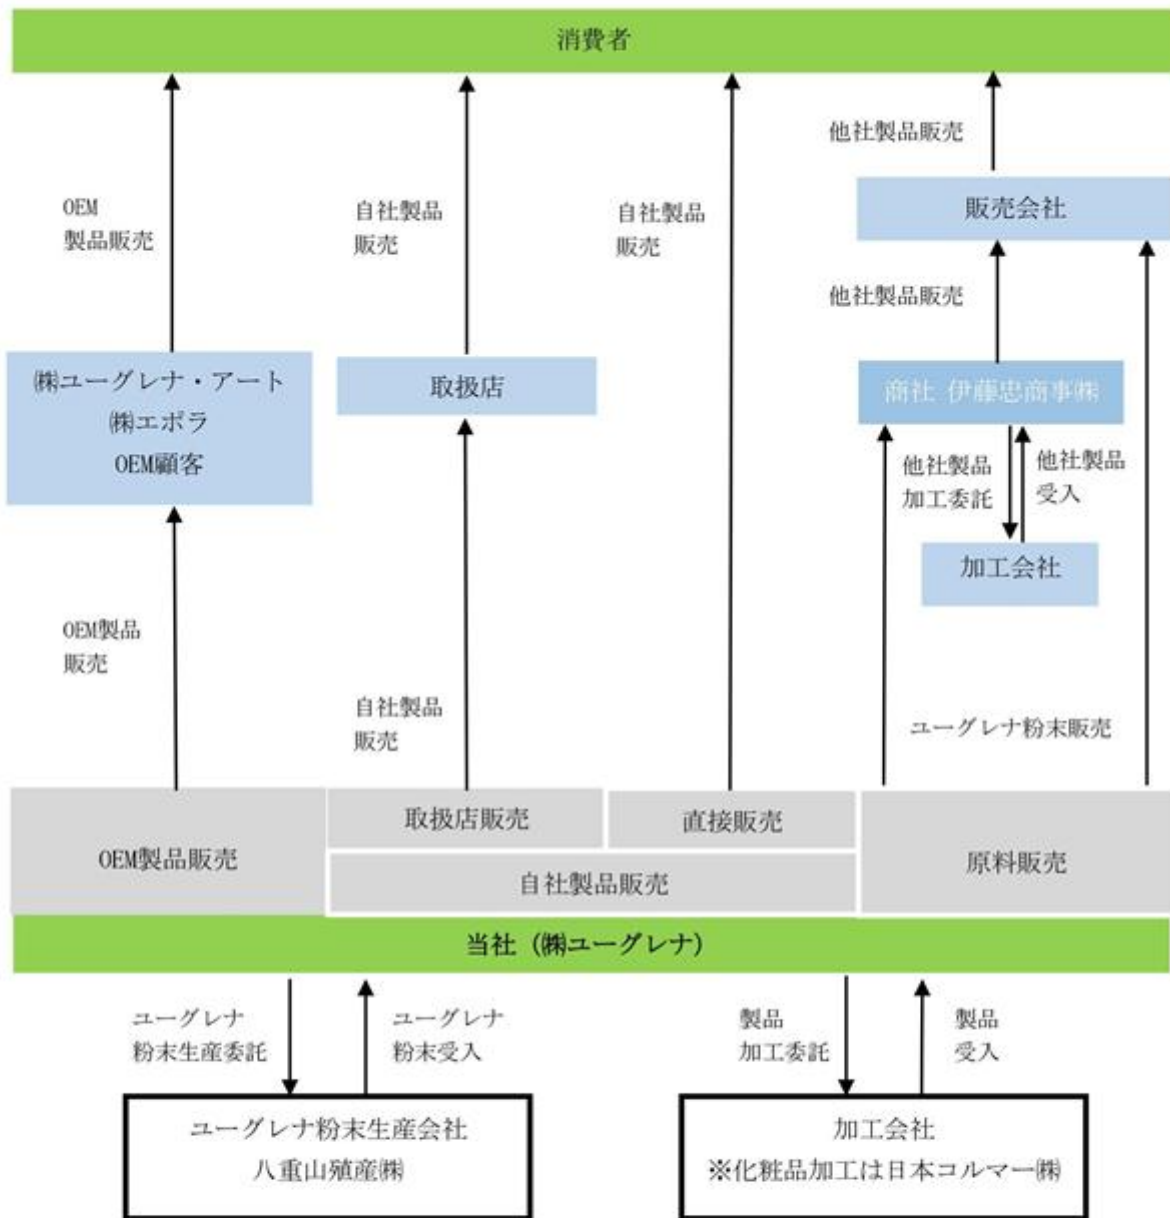 消費者
OEM
製品販売
自社製品
販売
自社製品
販売
他社製品販売
販売会社
他社製品販売
㈱ユーグレナ・アート
㈱エポラ
OEM顧客
取扱店
商社 伊藤忠商事㈱
他社製品
加工委託
他社製品
受入
加工会社
OEM製品
販売
自社製品
販売
ユーグレナ粉末販売
OEM製品販売
取扱店販売
直接販売
自社製品販売
原料販売
当社（㈱ユーグレナ）
ユーグレナ
粉末生産委託
ユーグレナ
粉末受入
製品
加工委託
製品
受入
ユーグレナ粉末生産会社
八重山殖産㈱
加工会社
※化粧品加工は日本コルマー㈱